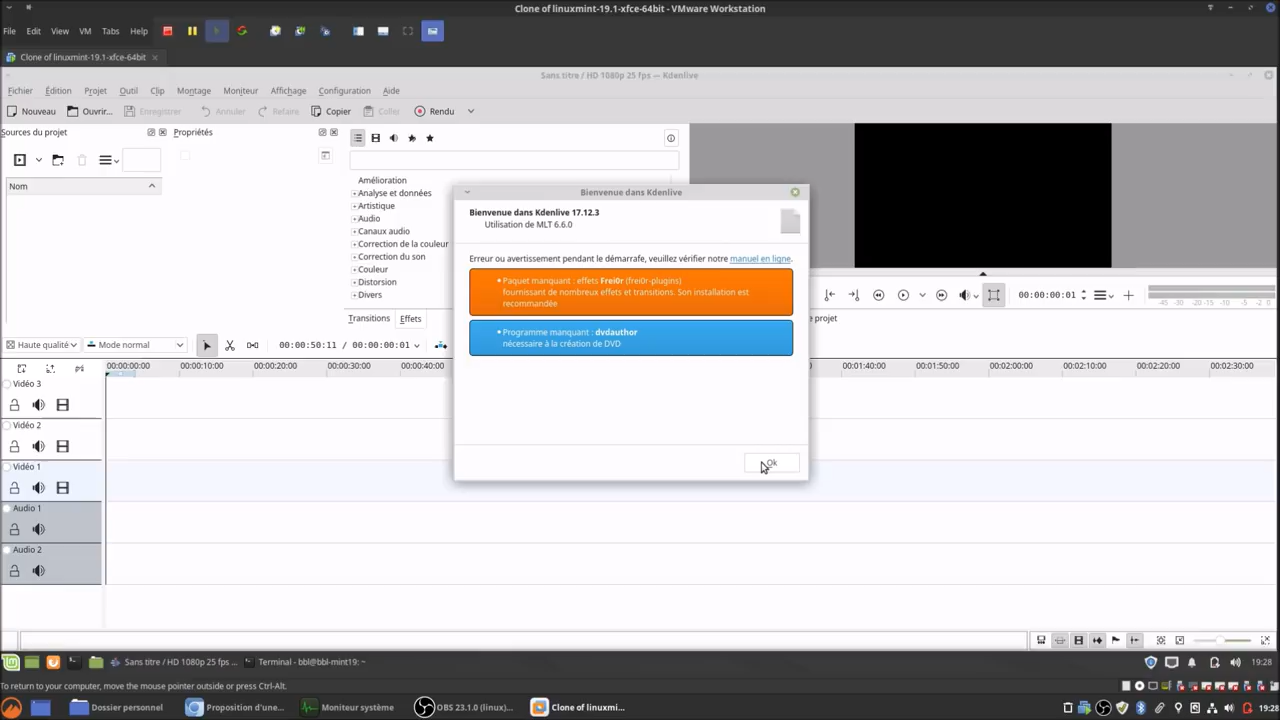 Clone of linuxmint-19.1-xfce-64bit - VMware Workstation
File Edit View VM Tabs Help
Clone of linuxmint-19.1-xfce-64bit
Sans titre / HD 1080p 25 fps — Kdenlive
Fichier Édition Projet Outil Clip Montage Moniteur Affichage Configuration Aide
Nouveau Ouvrir... Enregistrer Annuler Refaire Copier Coller Rendu
Sources du projet
Propriétés
Nom
Amélioration
Analyse et données
Artistique
Audio
Canaux audio
Correction de la couleur
Correction du son
Couleur
Distorsion
Divers
Transitions Effets
Bienvenue dans Kdenlive
Bienvenue dans Kdenlive 17.12.3
Utilisation de MLT 6.6.0
Erreur ou avertissement pendant le démarrafe, veuillez vérifier notre manuel en ligne.
• Paquet manquant : effets Frei0r (frei0r-plugins)
fournissant de nombreux effets et transitions. Son installation est
recommandée
• Programme manquant : dvdauthor
nécessaire à la création de DVD
Ok
00:00:00:01
-45 -30 -20 -15 -10 -5 -2 0
e projet
Haute qualité Mode normal 00:00:50:11 / 00:00:00:01
00:00:00:00 00:00:10:00 00:00:20:00 00:00:30:00 00:00:40:00 00:01:40:00 00:01:50:00 00:02:00:00 00:02:10:00 00:02:20:00 00:02:30:00
Vidéo 3
Vidéo 2
Vidéo 1
Audio 1
Audio 2
Sans titre / HD 1080p 25 fps ... Terminal - bbl@bbl-mint19: ~ 19:28
To return to your computer, move the mouse pointer outside or press Ctrl-Alt.
Dossier personnel Proposition d'une... Moniteur système OBS 23.1.0 (linux)... Clone of linuxmi... 19:28